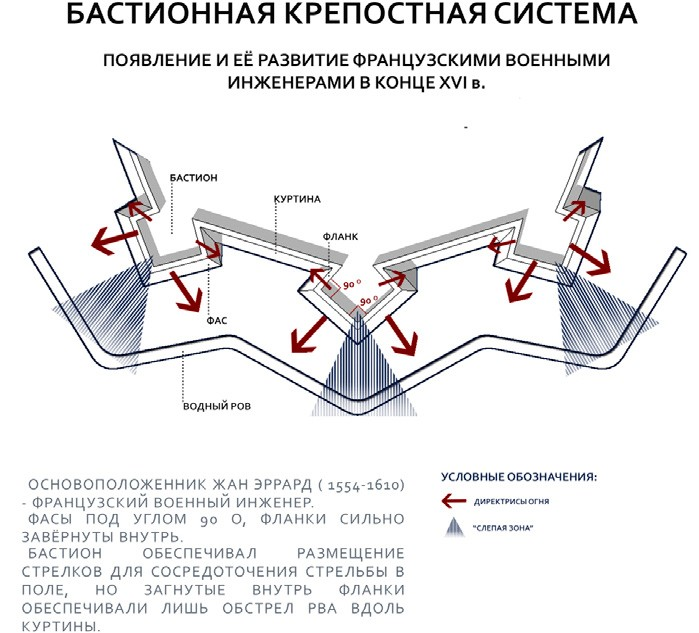 БАСТИОННАЯ КРЕПОСТНАЯ СИСТЕМА
ПОЯВЛЕНИЕ И ЕЁ РАЗВИТИЕ ФРАНЦУЗСКИМИ ВОЕННЫМИ
ИНЖЕНЕРАМИ В КОНЦЕ XVI в.
БАСТИОН
КУРТИНА
ФЛАНК
90 º
90 º
ФАС
ВОДНЫЙ РОВ
ОСНОВОПОЛОЖЕННИК ЖАН ЭРРАРД ( 1554-1610)
- ФРАНЦУЗСКИЙ ВОЕННЫЙ ИНЖЕНЕР.
ФАСЫ ПОД УГЛОМ 90 О, ФЛАНКИ СИЛЬНО
ЗАВЁРНУТЫ ВНУТРЬ.
БАСТИОН ОБЕСПЕЧИВАЛ РАЗМЕЩЕНИЕ
СТРЕЛКОВ ДЛЯ СОСРЕДОТОЧЕНИЯ СТРЕЛЬБЫ В
ПОЛЕ, НО ЗАГНУТЫЕ ВНУТРЬ ФЛАНКИ
ОБЕСПЕЧИВАЛИ ЛИШЬ ОБСТРЕЛ РВА ВДОЛЬ
КУРТИНЫ.
УСЛОВНЫЕ ОБОЗНАЧЕНИЯ:
ДИРЕКТРИСЫ ОГНЯ
"СЛЕПАЯ ЗОНА"